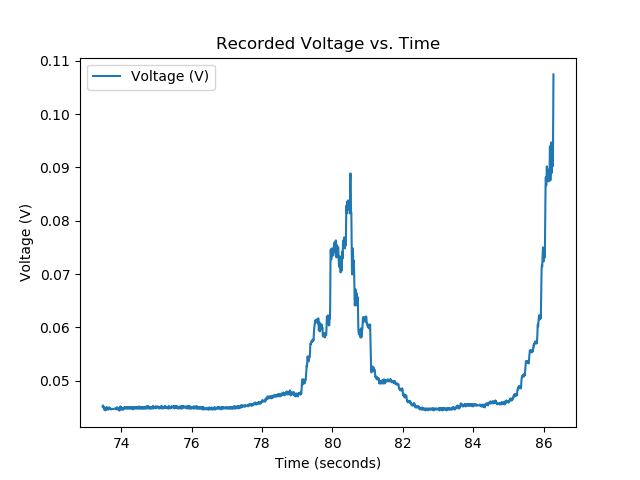 Recorded Voltage vs. Time
Voltage (V)
0.11
0.10
0.09
0.08
0.07
0.06
0.05
Voltage (V)
74 76 78 80 82 84 86
Time (seconds)